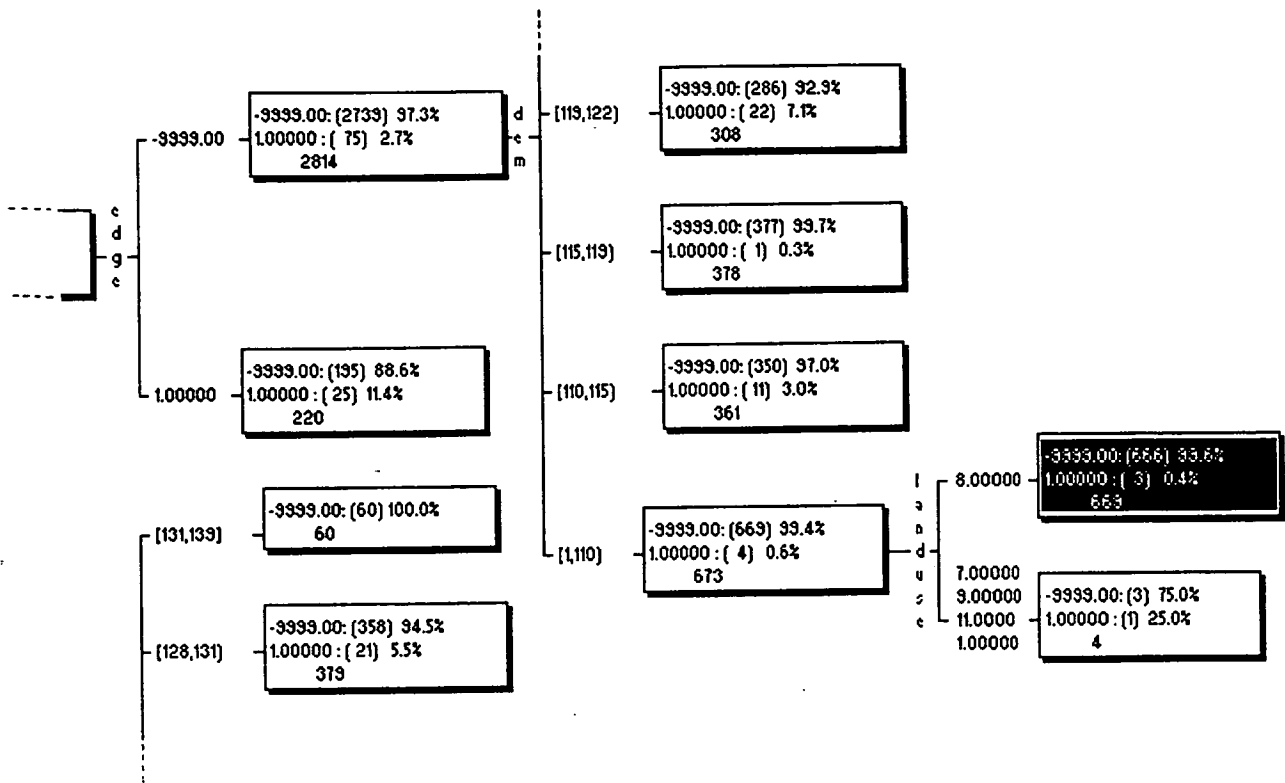 edge
-9999.00
-9999.00: (2739) 97.3%
1.00000 : ( 75) 2.7%
2814
1.00000
-9999.00: (195) 88.6%
1.00000 : ( 25) 11.4%
220
[131,139)
-9999.00: (60) 100.0%
60
[128,131)
-9999.00: (358) 94.5%
1.00000 : ( 21) 5.5%
379
dem
[119,122)
-9999.00: (286) 92.9%
1.00000 : ( 22) 7.1%
308
[115,119)
-9999.00: (377) 99.7%
1.00000 : ( 1) 0.3%
378
[110,115)
-9999.00: (350) 97.0%
1.00000 : ( 11) 3.0%
361
[1,110)
-9999.00: (669) 99.4%
1.00000 : ( 4) 0.6%
673
landuse
8.00000
-9999.00: (666) 99.6%
1.00000 : ( 3) 0.4%
669
7.00000
9.00000
11.0000
1.00000
-9999.00: (3) 75.0%
1.00000 : (1) 25.0%
4